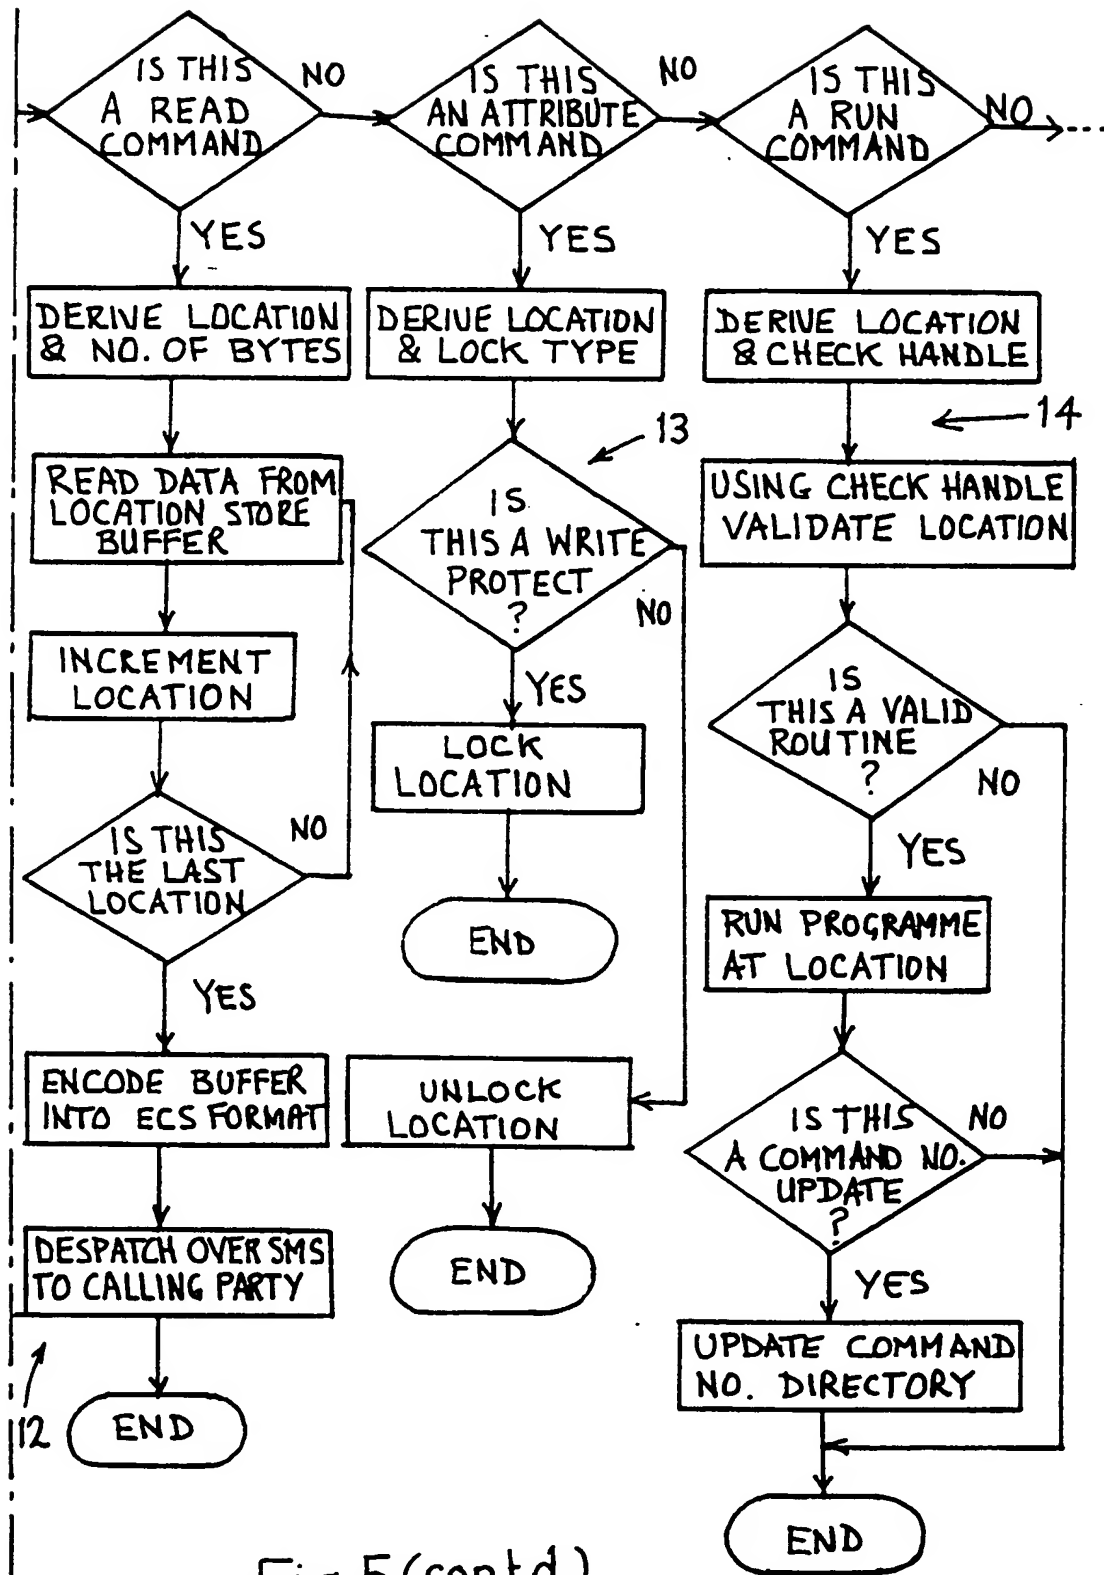 IS THIS
A READ
COMMAND
NO
IS THIS
AN ATTRIBUTE
COMMAND
NO
IS THIS
A RUN
COMMAND
NO
YES
YES
YES
DERIVE LOCATION
& NO. OF BYTES
DERIVE LOCATION
& LOCK TYPE
DERIVE LOCATION
& CHECK HANDLE
13
14
READ DATA FROM
LOCATION STORE
BUFFER
IS
THIS A WRITE
PROTECT
?
NO
USING CHECK HANDLE
VALIDATE LOCATION
INCREMENT
LOCATION
YES
LOCK
LOCATION
IS
THIS A VALID
ROUTINE
?
NO
YES
IS THIS
THE LAST
LOCATION
NO
YES
END
RUN PROGRAMME
AT LOCATION
ENCODE BUFFER
INTO ECS FORMAT
UNLOCK
LOCATION
IS THIS
A COMMAND NO.
UPDATE
?
NO
YES
DESPATCH OVER SMS
TO CALLING PARTY
END
UPDATE COMMAND
NO. DIRECTORY
12
END
END
Fig. 5 (contd.)